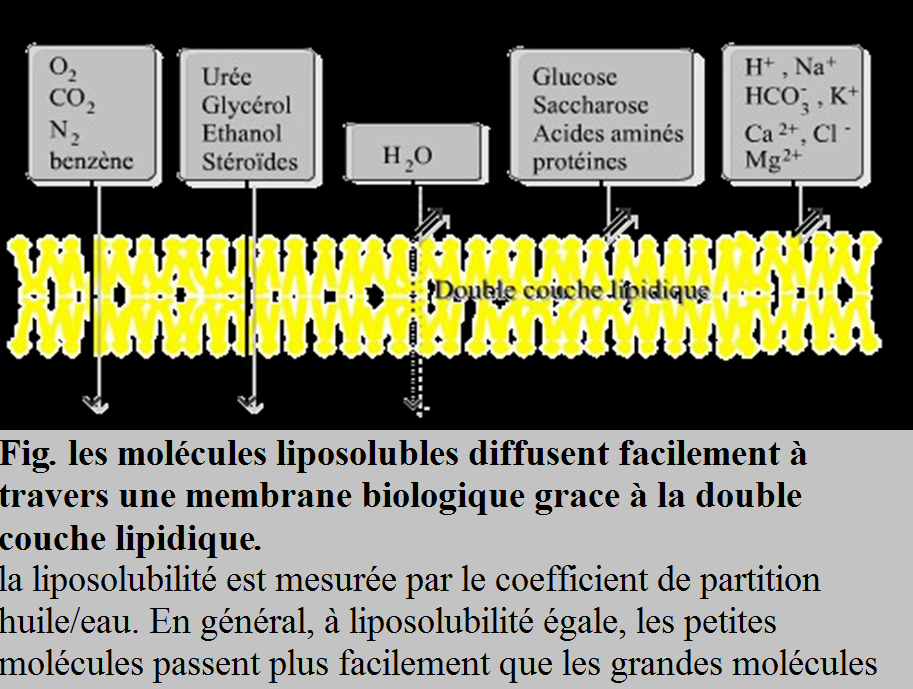 O₂
CO₂
N₂
benzène
Urée
Glycérol
Ethanol
Stéroïdes
H₂O
Glucose
Saccharose
Acides aminés
protéines
H⁺ , Na⁺
HCO₃⁻ , K⁺
Ca ²⁺, Cl ⁻
Mg²⁺
Double couche lipidique
Fig. les molécules liposolubles diffusent facilement à
travers une membrane biologique grace à la double
couche lipidique.
la liposolubilité est mesurée par le coefficient de partition
huile/eau. En général, à liposolubilité égale, les petites
molécules passent plus facilement que les grandes molécules